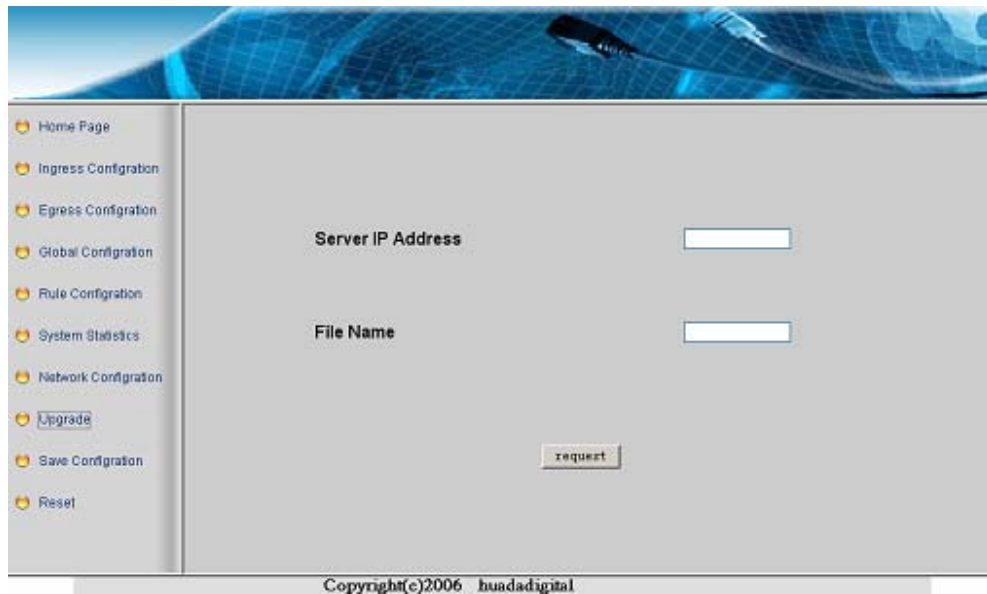 Home Page
Ingress Configration
Egress Configration
Global Configration
Rule Configration
System Statistics
Network Configration
Upgrade
Save Configration
Reset
Server IP Address
File Name
request
Copyright(c)2006 huadadigital